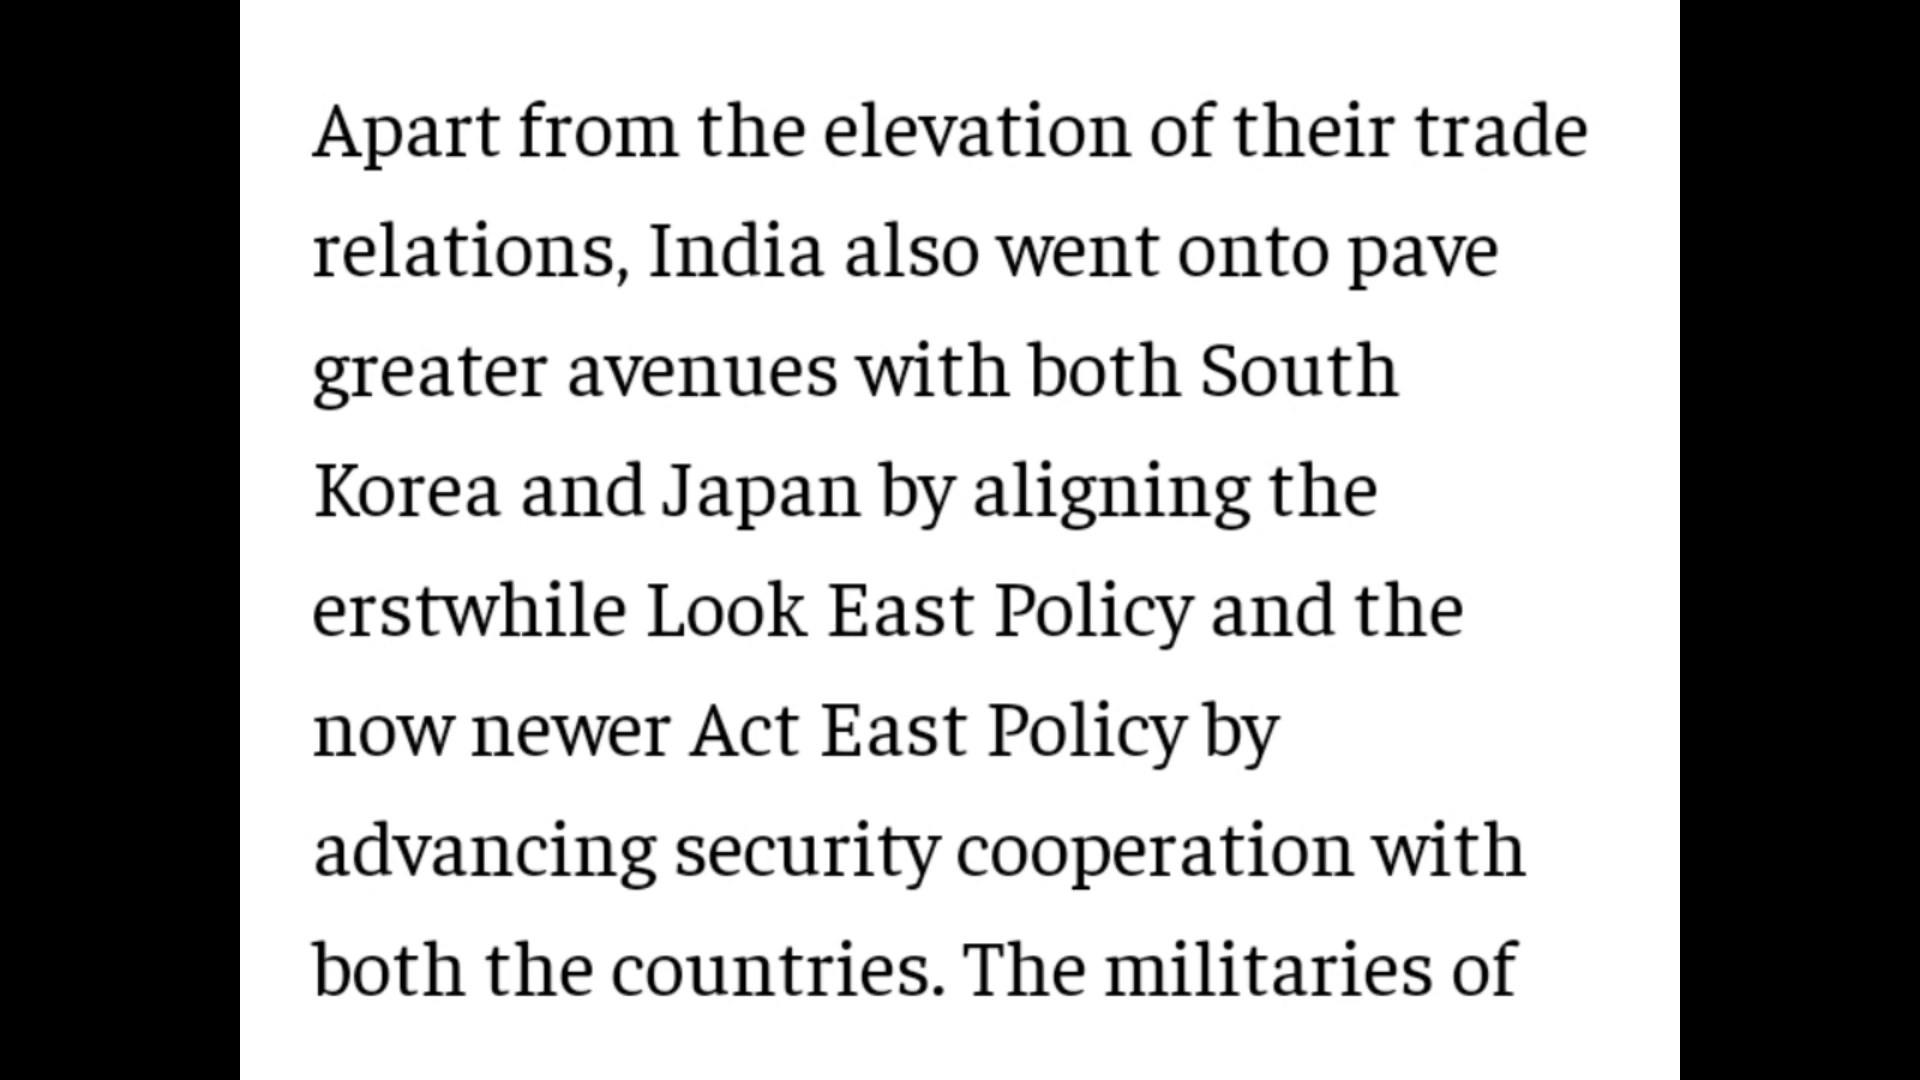 Apart from the elevation of their trade
relations, India also went onto pave
greater avenues with both South
Korea and Japan by aligning the
erstwhile Look East Policy and the
now newer Act East Policy by
advancing security cooperation with
both the countries. The militaries of